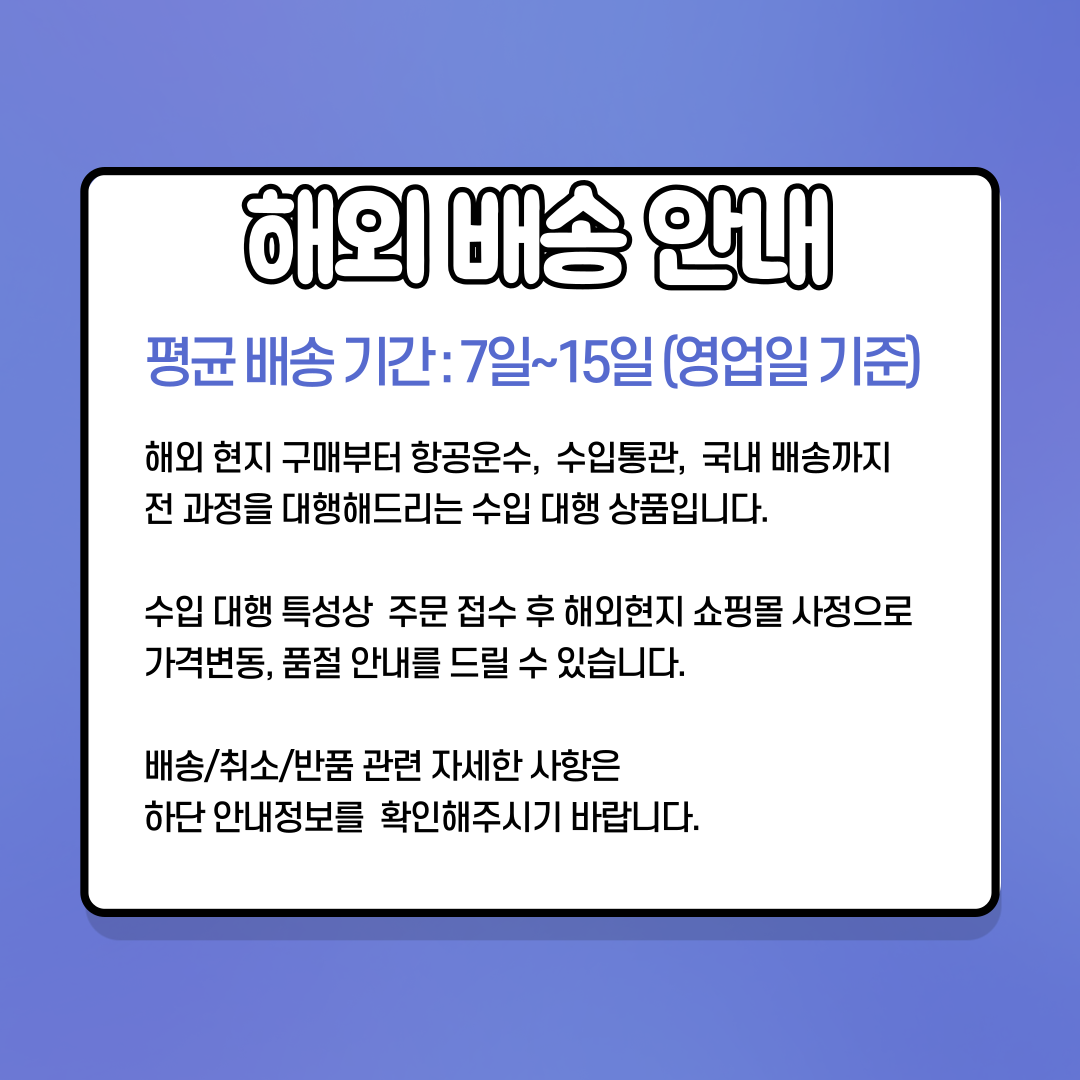 해외 배송 안내
평균 배송 기간 : 7일~15일 (영업일 기준)
해외 현지 구매부터 항공운수, 수입통관, 국내 배송까지
전 과정을 대행해드리는 수입 대행 상품입니다.
수입 대행 특성상 주문 접수 후 해외현지 쇼핑몰 사정으로
가격변동, 품절 안내를 드릴 수 있습니다.
배송/취소/반품 관련 자세한 사항은
하단 안내정보를 확인해주시기 바랍니다.